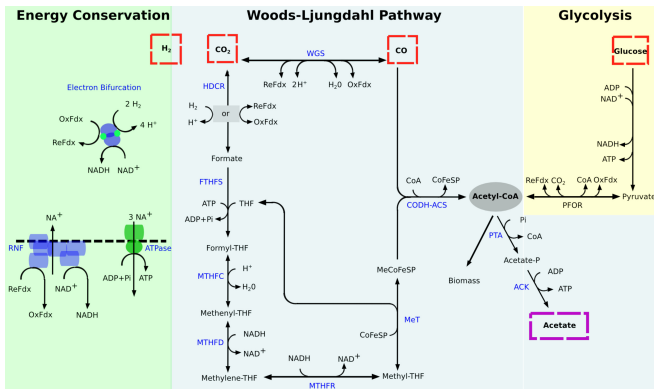 Energy Conservation
Woods-Ljungdahl Pathway
Glycolysis
H₂
CO₂
WGS
CO
Glucose
ReFdx
2H⁺
H₂0
OxFdx
Electron Bifurcation
OxFdx
2 H₂
4 H⁺
ReFdx
NADH
NAD⁺
HDCR
H₂
H⁺
or
ReFdx
OxFdx
Formate
ADP
NAD⁺
NADH
ATP
FTHFS
ATP
THF
ADP+Pi
Formyl-THF
CoA
CoFeSP
CODH-ACS
Acetyl-CoA
ReFdx
CO₂
CoA
OxFdx
PFOR
Pyruvate
NA⁺
3 NA⁺
RNF
ATPase
ReFdx
NAD⁺
ADP+Pi
ATP
OxFdx
NADH
MTHFC
H⁺
H₂0
Methenyl-THF
MeCoFeSP
PTA
Pi
CoA
Acetate-P
Biomass
ACK
ADP
ATP
Acetate
MTHFD
NADH
NAD⁺
Methylene-THF
MeT
CoFeSP
NADH
NAD⁺
MTHFR
Methyl-THF